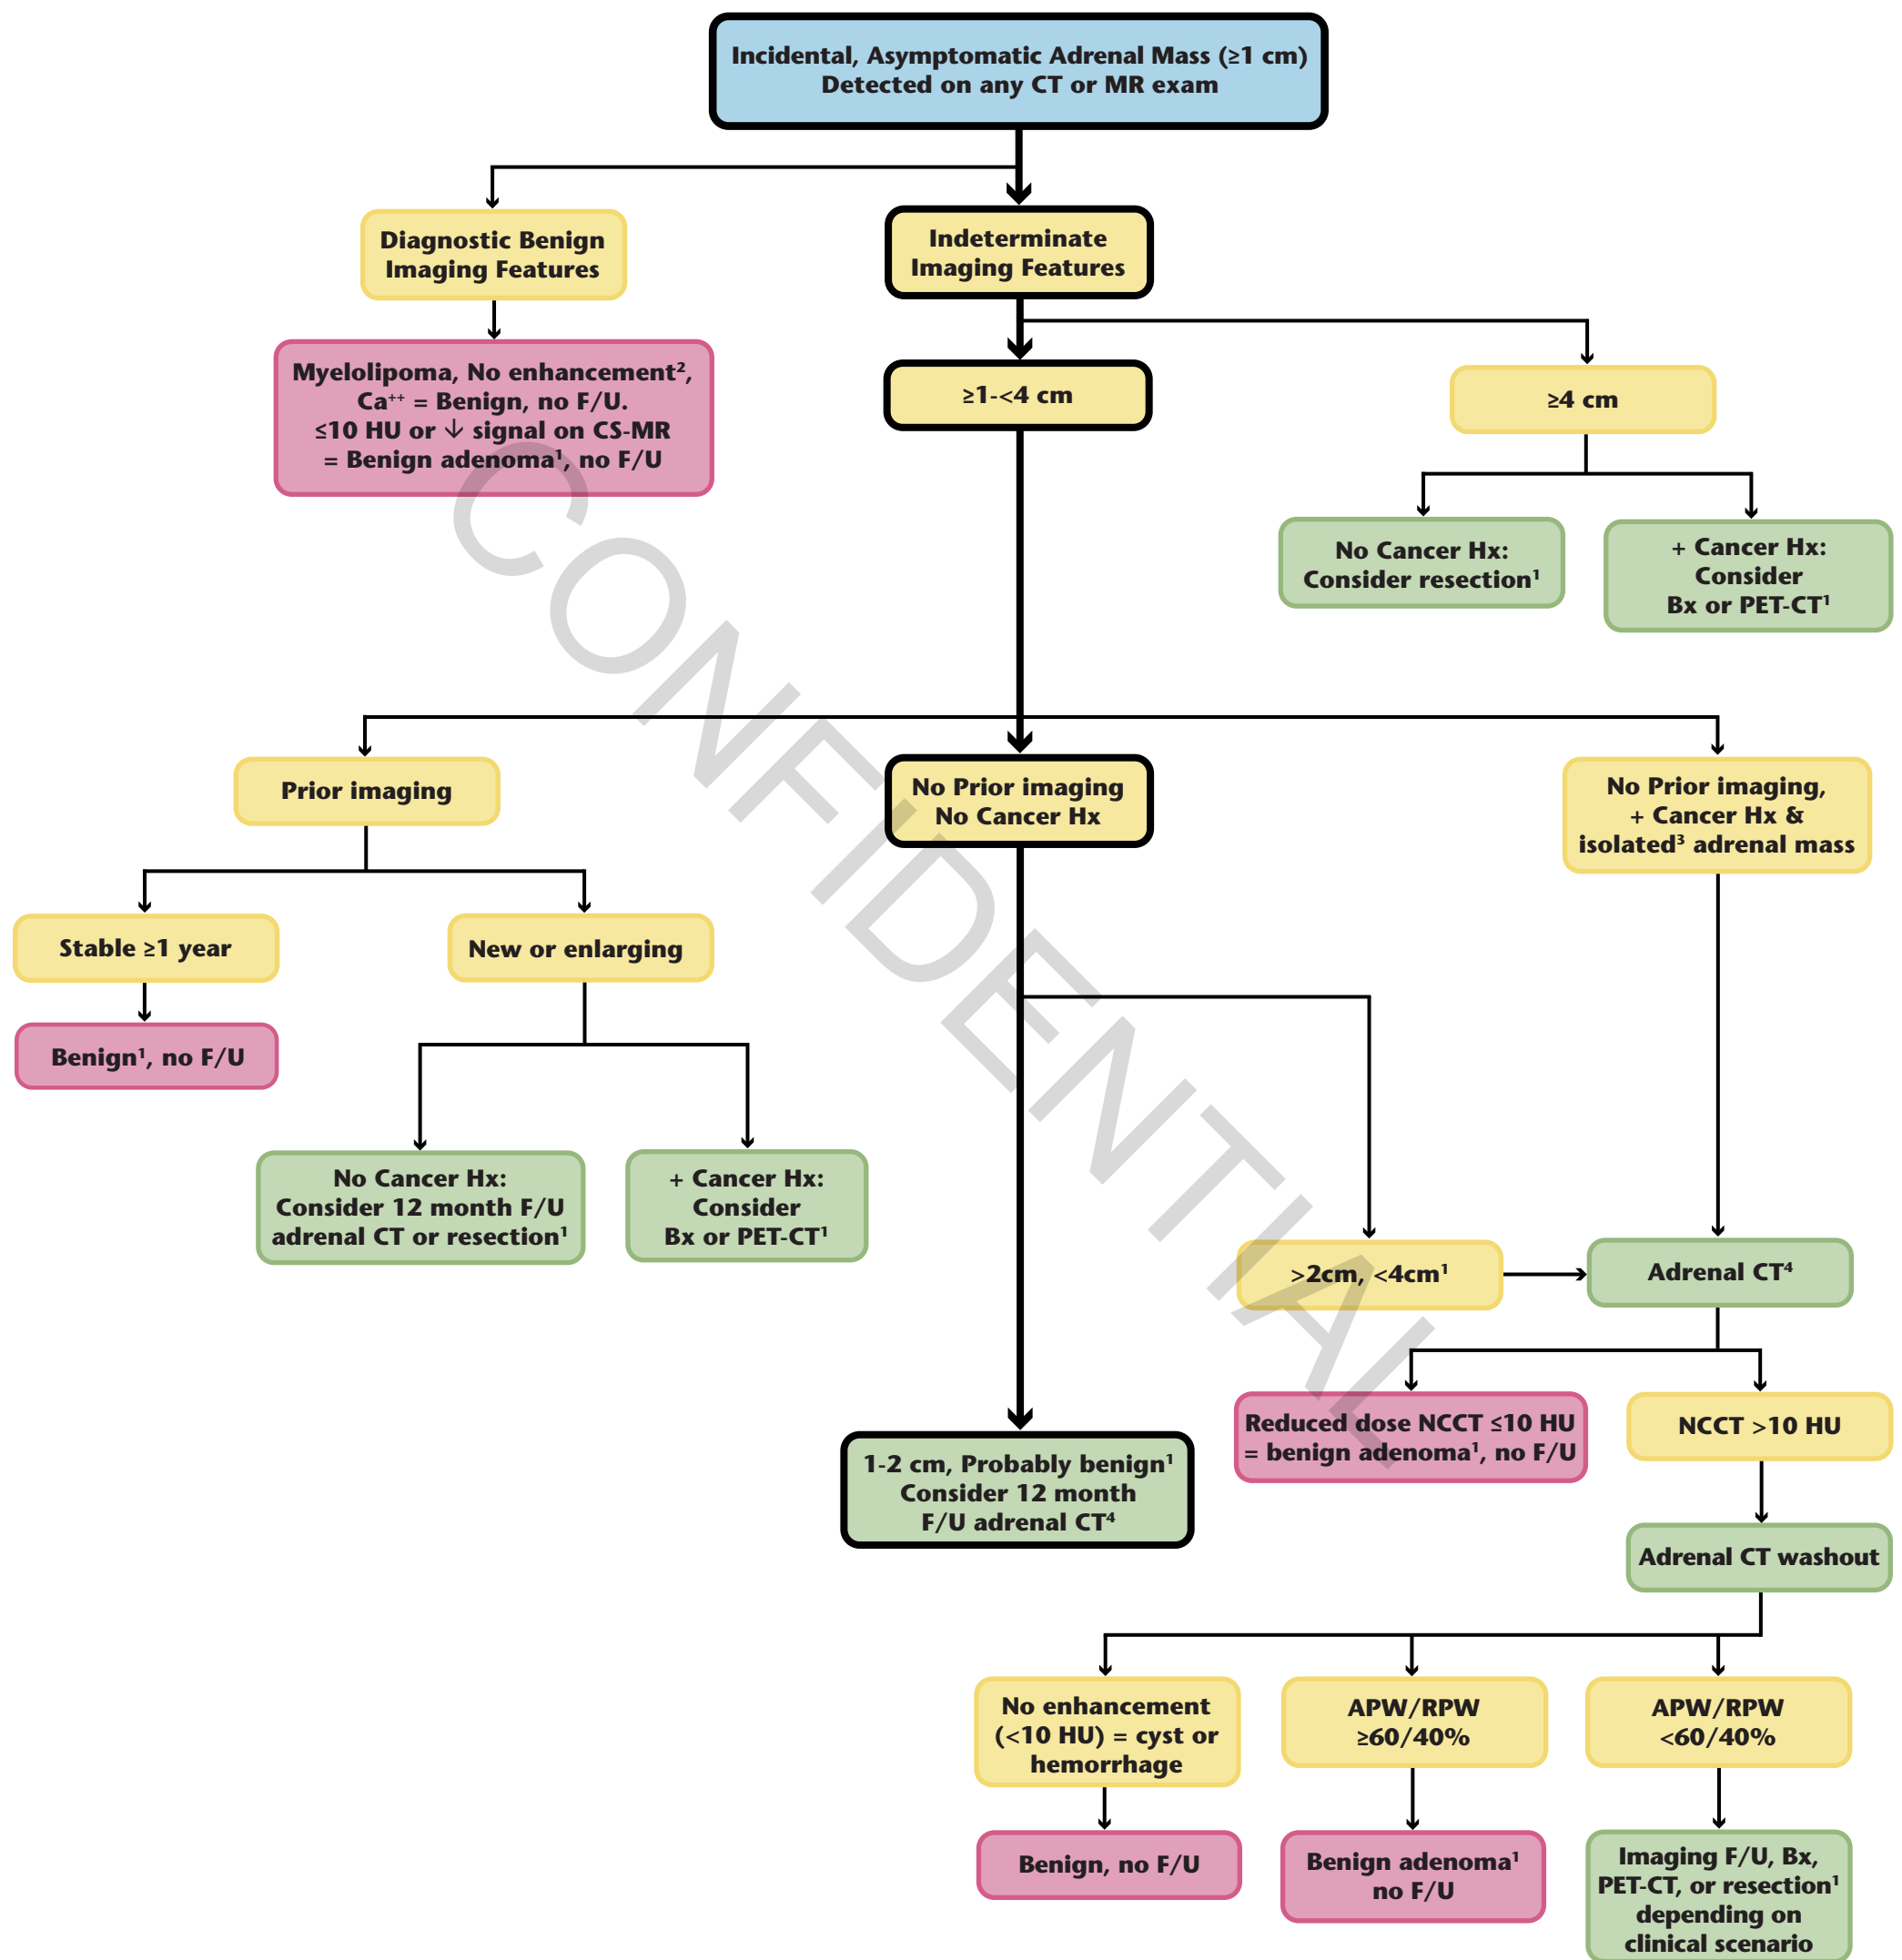 Incidental, Asymptomatic Adrenal Mass (≥1 cm)
Detected on any CT or MR exam
Diagnostic Benign
Imaging Features
Indeterminate
Imaging Features
Myelolipoma, No enhancement²,
Ca⁺⁺ = Benign, no F/U.
≤10 HU or ↓ signal on CS-MR
= Benign adenoma¹, no F/U
≥1-<4 cm
≥4 cm
No Cancer Hx:
Consider resection¹
+ Cancer Hx:
Consider
Bx or PET-CT¹
Prior imaging
No Prior imaging
No Cancer Hx
No Prior imaging,
+ Cancer Hx &
isolated³ adrenal mass
Stable ≥1 year
New or enlarging
Benign¹, no F/U
No Cancer Hx:
Consider 12 month F/U
adrenal CT or resection¹
+ Cancer Hx:
Consider
Bx or PET-CT¹
>2cm, <4cm¹
Adrenal CT⁴
Reduced dose NCCT ≤10 HU
= benign adenoma¹, no F/U
NCCT >10 HU
1-2 cm, Probably benign¹
Consider 12 month
F/U adrenal CT⁴
Adrenal CT washout
No enhancement
(<10 HU) = cyst or
hemorrhage
APW/RPW
≥60/40%
APW/RPW
<60/40%
Benign, no F/U
Benign adenoma¹
no F/U
Imaging F/U, Bx,
PET-CT, or resection¹
depending on
clinical scenario
CONFIDENTIAL